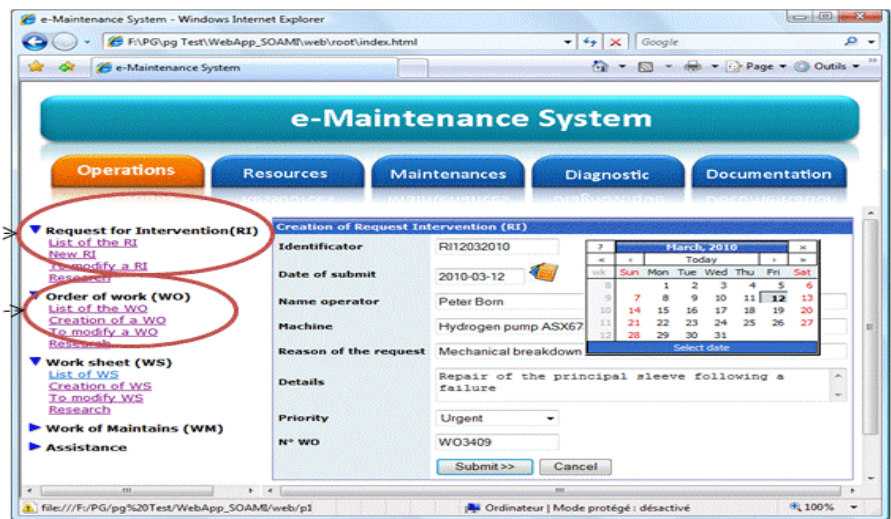 e-Maintenance System - Windows Internet Explorer
F:\PG\pg Test\WebApp_SOAMI\web\root\index.html
Google
e-Maintenance System
Page
Outils
e-Maintenance System
Operations
Resources
Maintenances
Diagnostic
Documentation
Request for Intervention(RI)
List of the RI
New RI
To modify a RI
Research
Order of work (WO)
List of the WO
Creation of a WO
To modify a WO
Research
Work sheet (WS)
List of WS
Creation of WS
To modify WS
Research
Work of Maintains (WM)
Assistance
Creation of Request Intervention (RI)
Identificator RI12032010
Date of submit 2010-03-12
Name operator Peter Born
Machine Hydrogen pump ASX67
Reason of the request Mechanical breakdown
Details Repair of the principal sleeve following a
failure
Priority Urgent
N° WO WO3409
Submit>> Cancel
? March, 2010 ×
« ‹ Today › »
wk Sun Mon Tue Wed Thu Fri Sat
8 1 2 3 4 5 6
9 7 8 9 10 11 12 13
10 14 15 16 17 18 19 20
11 21 22 23 24 25 26 27
12 28 29 30 31
Select date
file:///F:/PG/pg%20Test/WebApp_SOAMI/web/p1
Ordinateur | Mode protégé : désactivé
100%